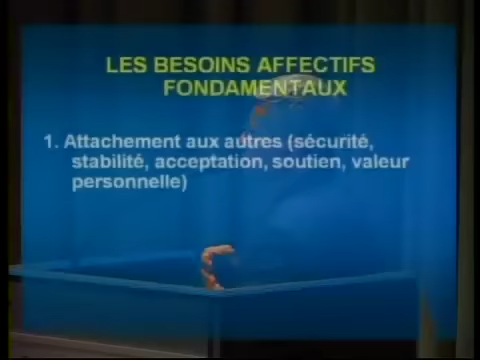 LES BESOINS AFFECTIFS
FONDAMENTAUX
1. Attachement aux autres (sécurité,
stabilité, acceptation, soutien, valeur
personnelle)